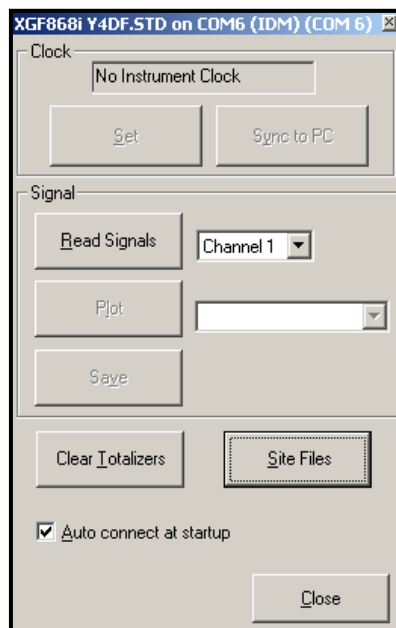 XGF868i Y4DF.STD on COM6 (IDM) (COM 6)
Clock
No Instrument Clock
Set
Sync to PC
Signal
Read Signals
Channel 1
Plot
Save
Clear Totalizers
Site Files
Auto connect at startup
Close